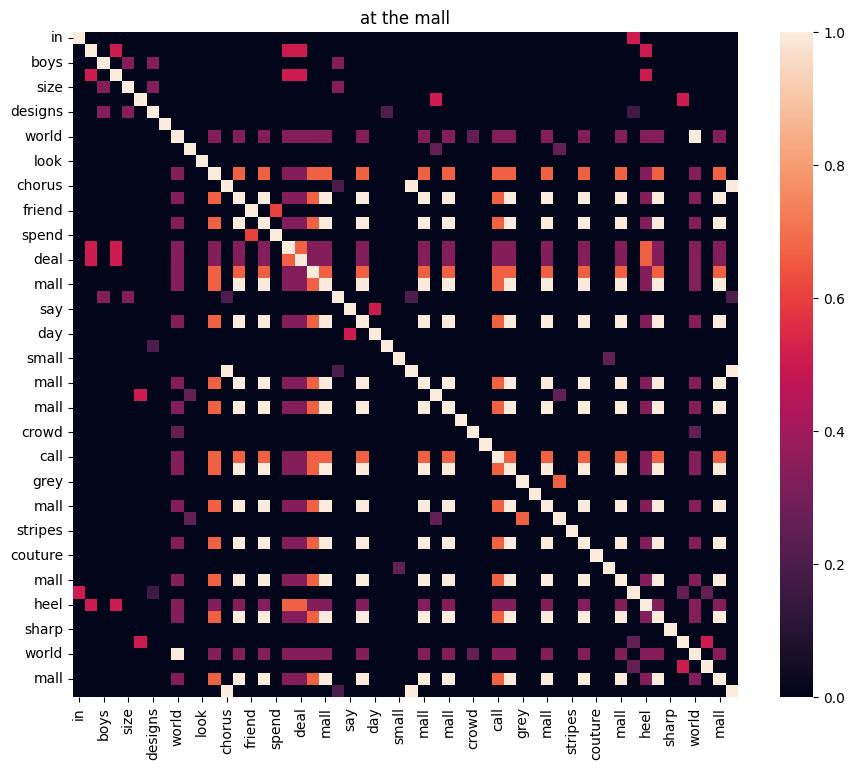 at the mall
in
boys
size
designs
world
look
chorus
friend
spend
deal
mall
say
day
small
mall
mall
crowd
call
grey
mall
stripes
couture
mall
heel
sharp
world
mall
1.0
0.8
0.6
0.4
0.2
0.0
in
boys
size
designs
world
look
chorus
friend
spend
deal
mall
say
day
small
mall
mall
crowd
call
grey
mall
stripes
couture
mall
heel
sharp
world
mall